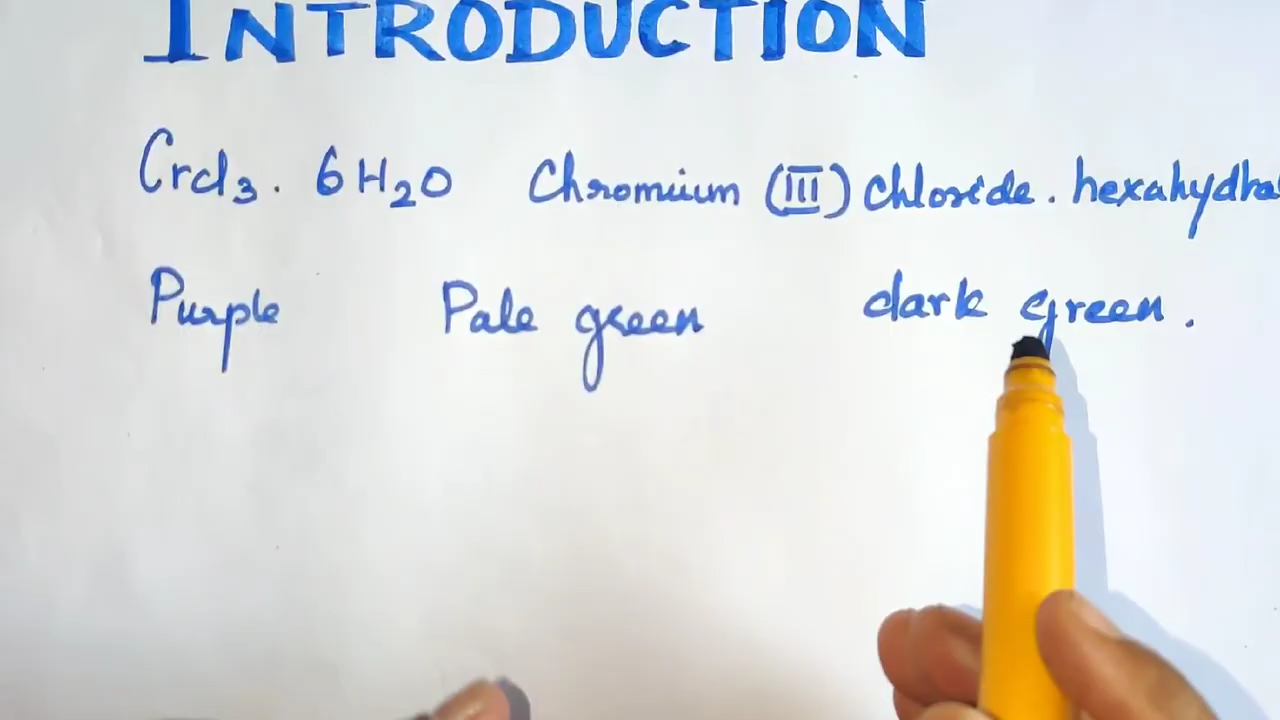 INTRODUCTION
Crcl₃. 6H₂O Chromium (III) chloride. hexahydra
Purple Pale green dark green.